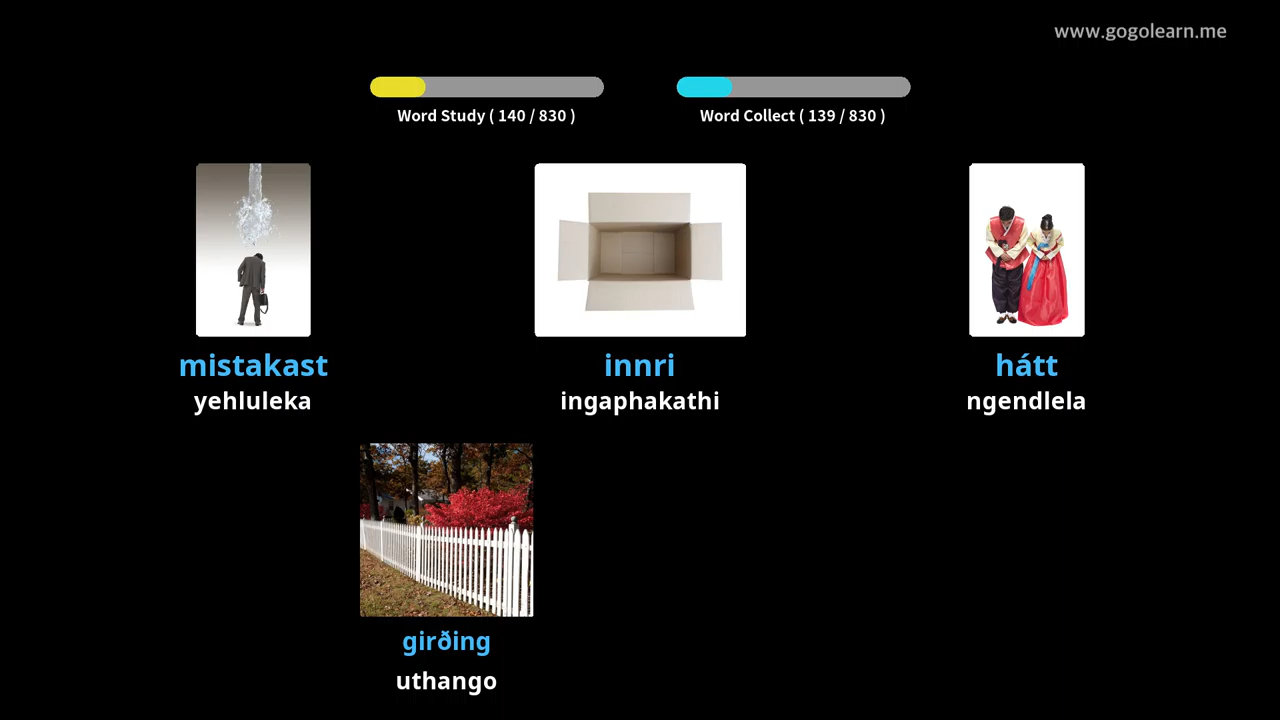 www.gogolearn.me
Word Study ( 140 / 830 )
Word Collect ( 139 / 830 )
mistakast
yehluleka
innri
ingaphakathi
hátt
ngendlela
girðing
uthango